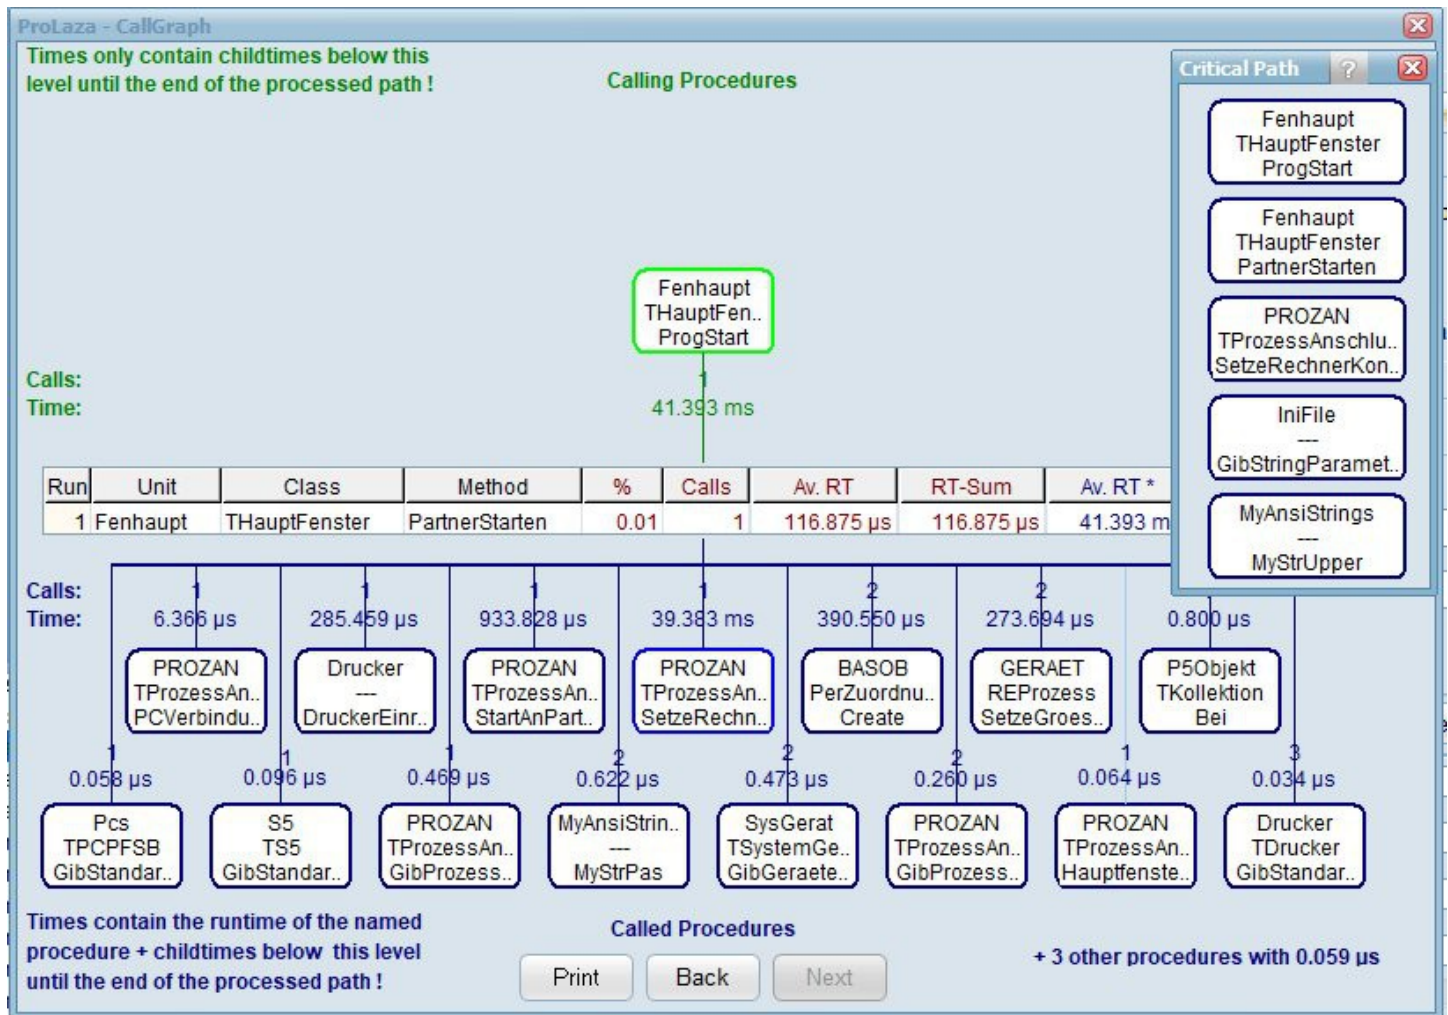 ProLaza - CallGraph
Times only contain childtimes below this
level until the end of the processed path !
Calling Procedures
Critical Path ?
Fenhaupt
THauptFenster
ProgStart
Fenhaupt
THauptFenster
PartnerStarten
PROZAN
TProzessAnschlu..
SetzeRechnerKon..
IniFile
---
GibStringParamet..
MyAnsiStrings
---
MyStrUpper
Fenhaupt
THauptFen..
ProgStart
Calls: 1
Time: 41.393 ms
Run Unit Class Method % Calls Av. RT RT-Sum Av. RT *
1 Fenhaupt THauptFenster PartnerStarten 0.01 1 116.875 µs 116.875 µs 41.393 m
Calls: 1 1 1 1 2 2
Time: 6.366 µs 285.459 µs 933.828 µs 39.383 ms 390.550 µs 273.694 µs 0.800 µs
PROZAN Drucker PROZAN PROZAN BASOB GERAET P5Objekt
TProzessAn.. --- TProzessAn.. TProzessAn.. PerZuordnu.. REProzess TKollektion
PCVerbindu.. DruckerEinr.. StartAnPart.. SetzeRechn.. Create SetzeGroes.. Bei
1 1 1 2 2 2 1 3
0.058 µs 0.096 µs 0.469 µs 0.622 µs 0.473 µs 0.260 µs 0.064 µs 0.034 µs
Pcs S5 PROZAN MyAnsiStrin.. SysGerat PROZAN PROZAN Drucker
TPCPFSB TS5 TProzessAn.. --- TSystemGe.. TProzessAn.. TProzessAn.. TDrucker
GibStandar.. GibStandar.. GibProzess.. MyStrPas GibGeraete.. GibProzess.. Hauptfenste.. GibStandar..
Times contain the runtime of the named
procedure + childtimes below this level
until the end of the processed path !
Called Procedures
+ 3 other procedures with 0.059 µs
Print Back Next